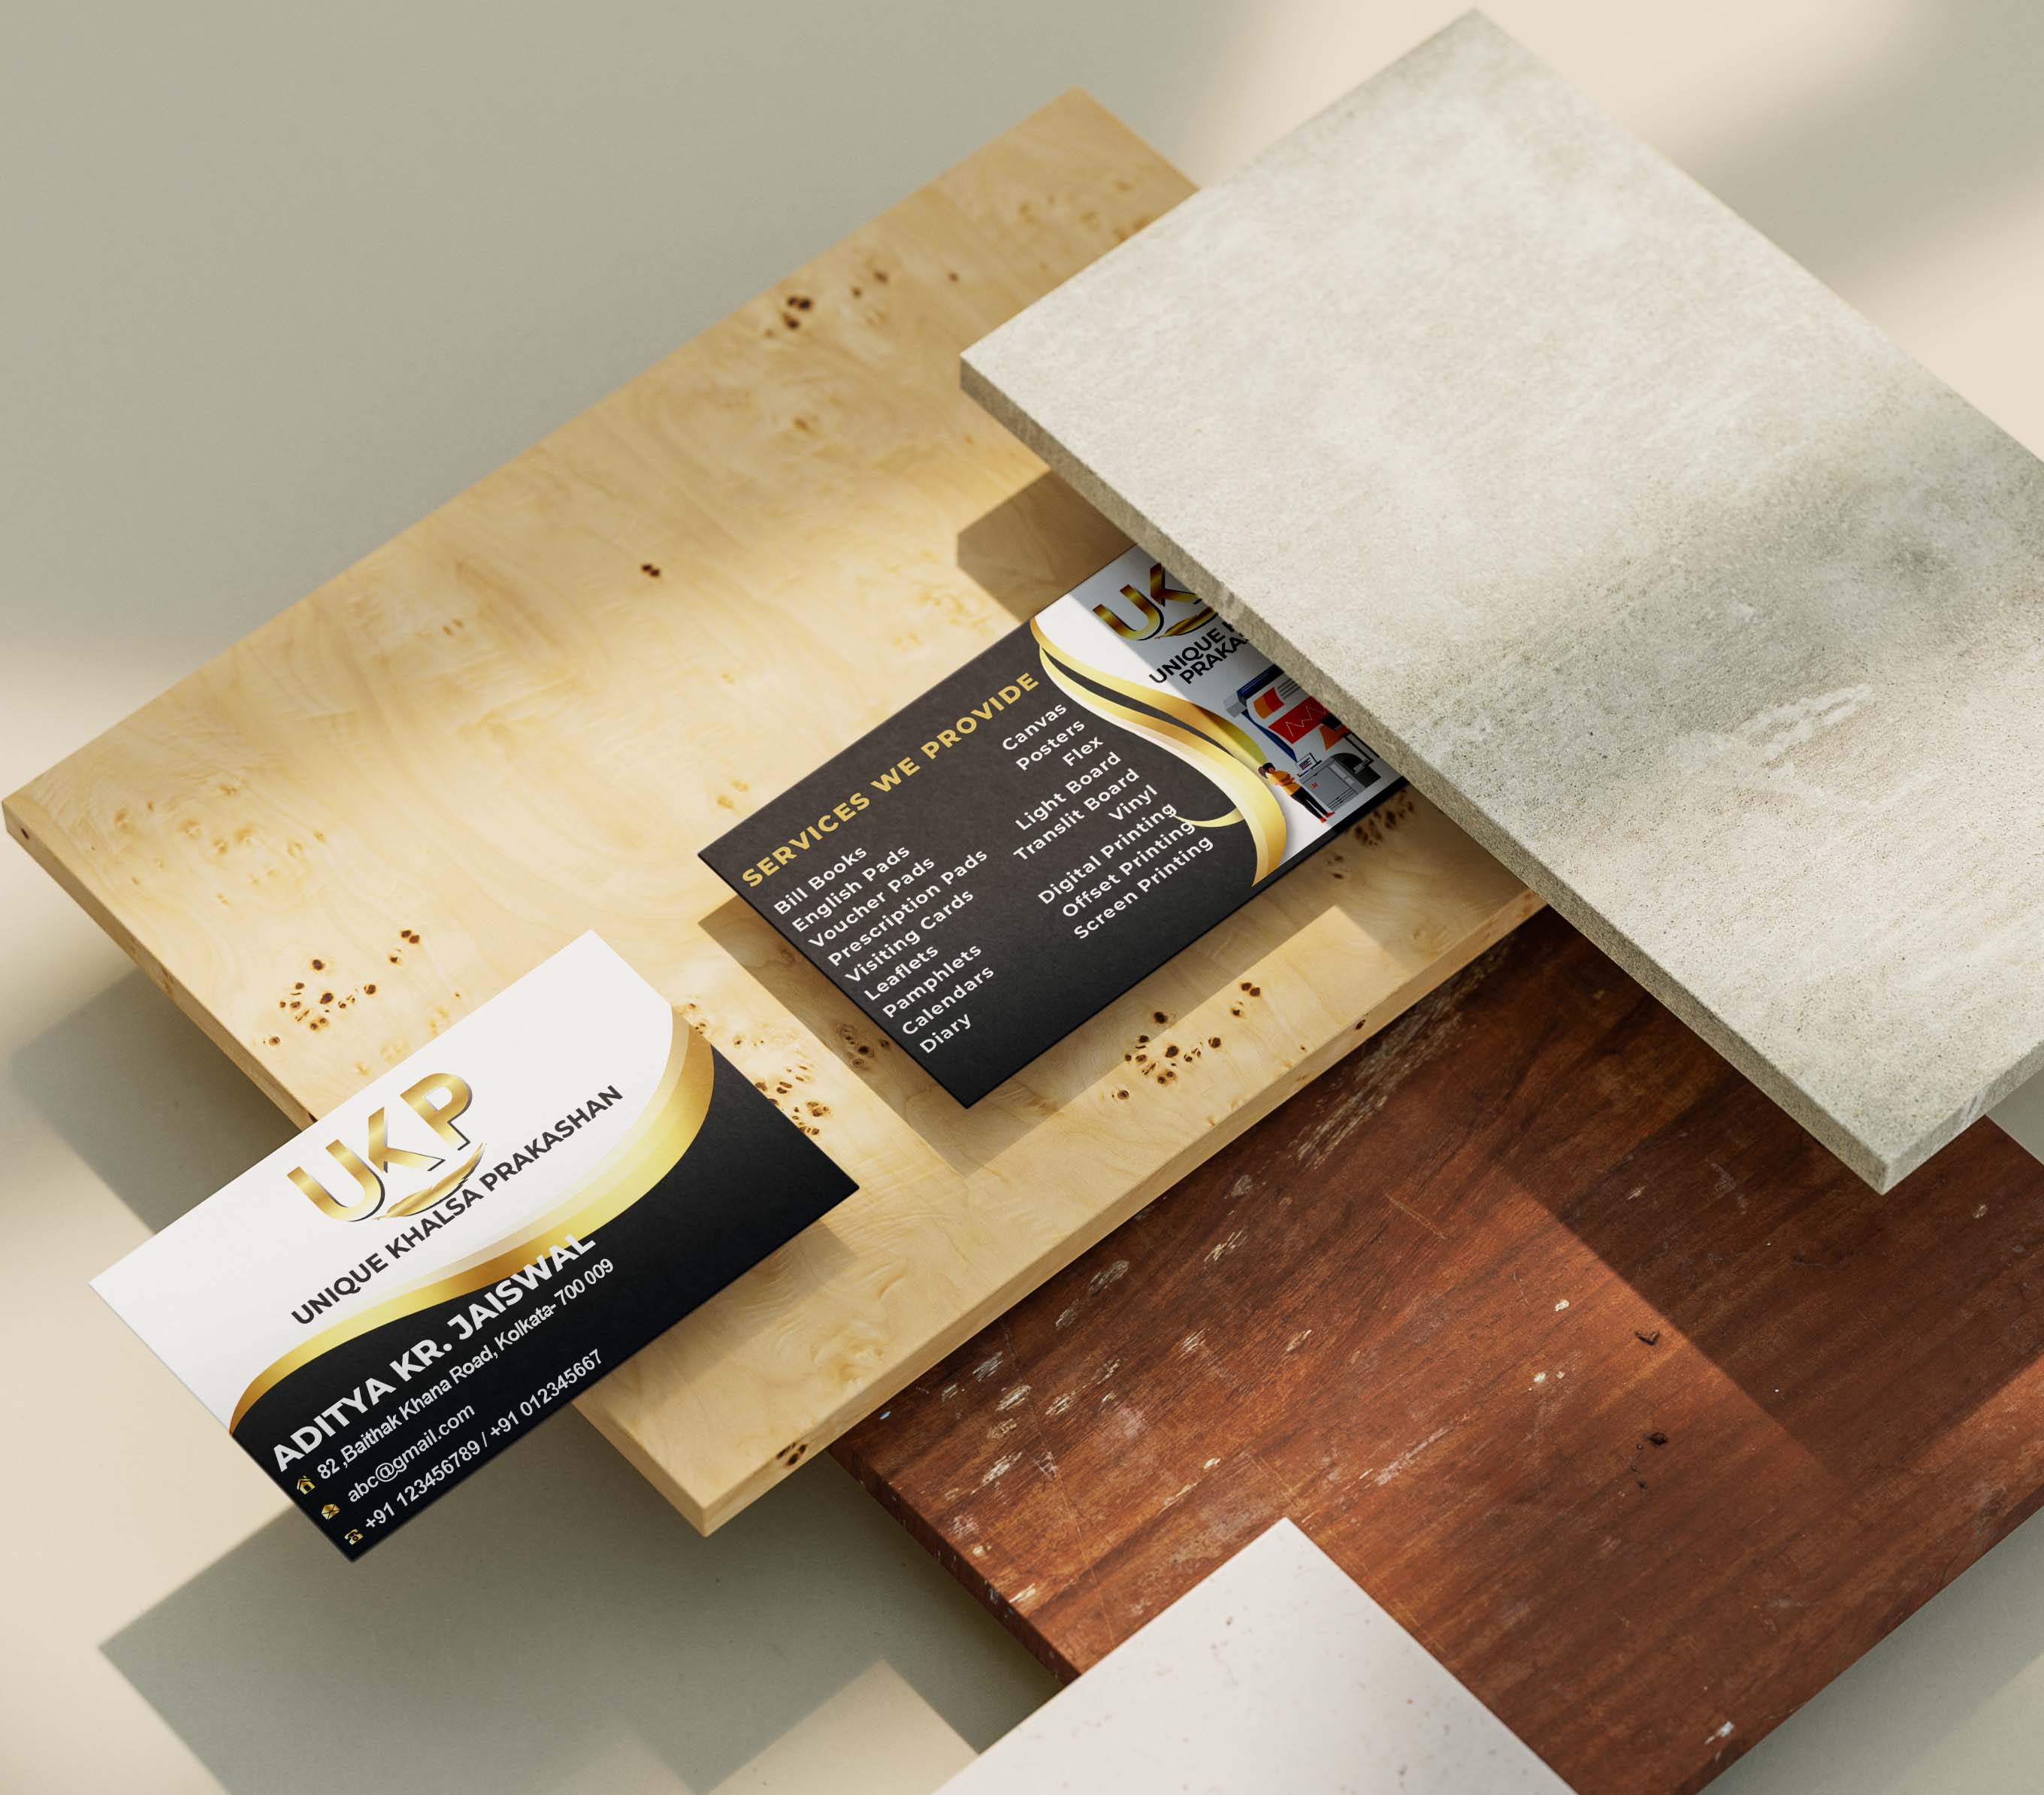 UKP
UNIQUE KHALSA PRAKASHAN
ADITYA KR. JAISWAL
82 ,Baithak Khana Road, Kolkata- 700 009
abc@gmail.com
+91 123456789 / +91 012345667
SERVICES WE PROVIDE
Bill Books
English Pads
Voucher Pads
Prescription Pads
Visiting Cards
Leaflets
Pamphlets
Calendars
Diary
Canvas
Posters
Flex
Light Board
Translit Board
Vinyl
Digital Printing
Offset Printing
Screen Printing
UK
UNIQUE